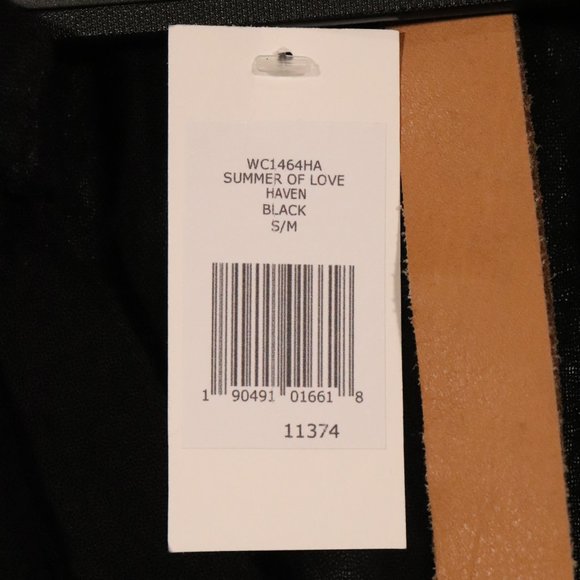 WC1464HA
SUMMER OF LOVE
HAVEN
BLACK
S/M
1 90491 01661 8
11374